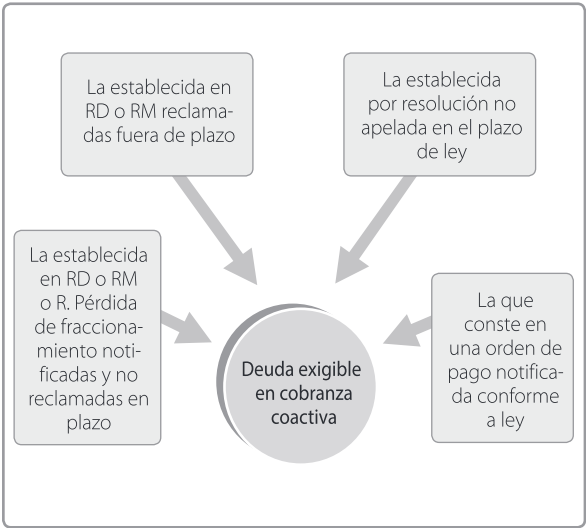 La establecida en
RD o RM reclama-
das fuera de plazo
La establecida
por resolución no
apelada en el plazo
de ley
La establecida
en RD o RM
o R. Pérdida
de fracciona-
miento noti-
ficadas y no
reclamadas en
plazo
Deuda exigible
en cobranza
coactiva
La que
conste en
una orden de
pago notifica-
da conforme
a ley